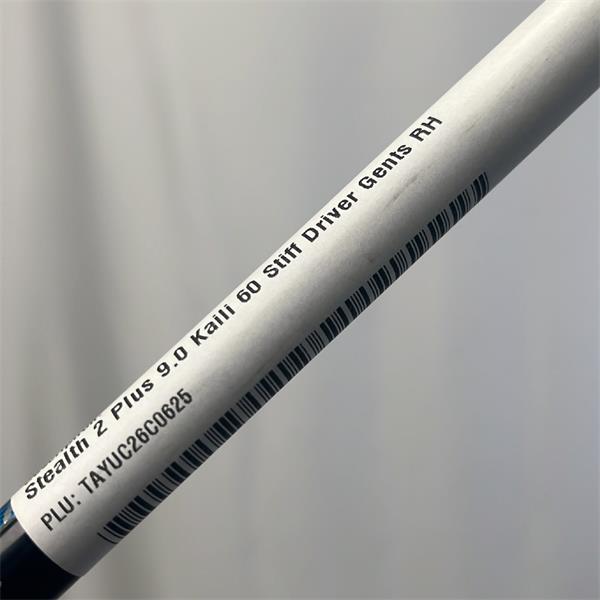 Stealth 2 Plus 9.0 Kaili 60 Stiff Driver Gents RH
PLU: TAYUC26C0625